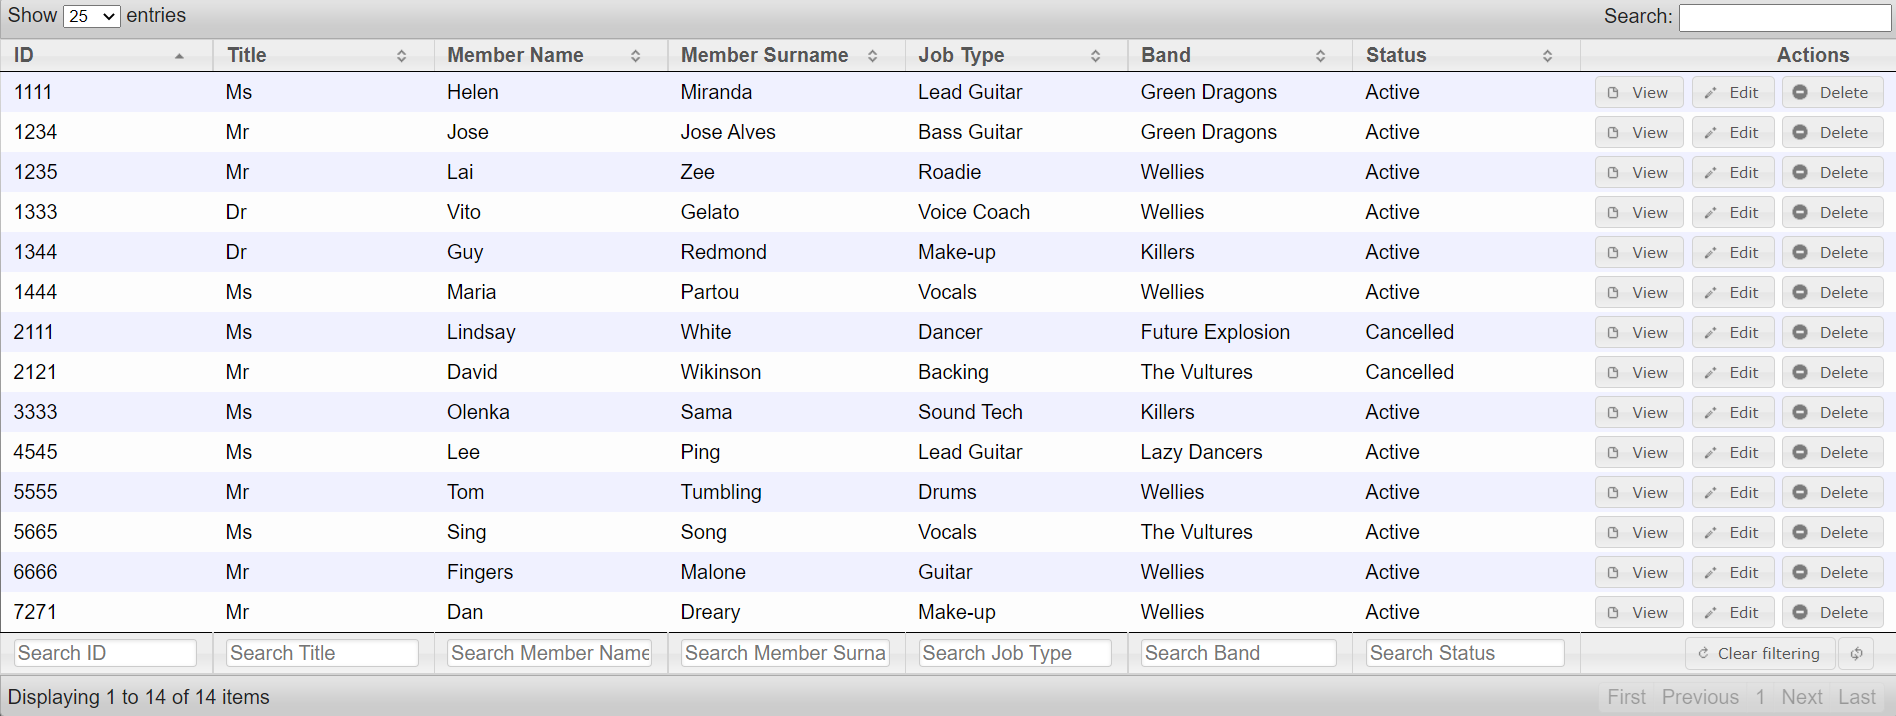 Show 25 entries Search:
ID Title Member Name Member Surname Job Type Band Status Actions
1111 Ms Helen Miranda Lead Guitar Green Dragons Active View Edit Delete
1234 Mr Jose Jose Alves Bass Guitar Green Dragons Active View Edit Delete
1235 Mr Lai Zee Roadie Wellies Active View Edit Delete
1333 Dr Vito Gelato Voice Coach Wellies Active View Edit Delete
1344 Dr Guy Redmond Make-up Killers Active View Edit Delete
1444 Ms Maria Partou Vocals Wellies Active View Edit Delete
2111 Ms Lindsay White Dancer Future Explosion Cancelled View Edit Delete
2121 Mr David Wikinson Backing The Vultures Cancelled View Edit Delete
3333 Ms Olenka Sama Sound Tech Killers Active View Edit Delete
4545 Ms Lee Ping Lead Guitar Lazy Dancers Active View Edit Delete
5555 Mr Tom Tumbling Drums Wellies Active View Edit Delete
5665 Ms Sing Song Vocals The Vultures Active View Edit Delete
6666 Mr Fingers Malone Guitar Wellies Active View Edit Delete
7271 Mr Dan Dreary Make-up Wellies Active View Edit Delete
Search ID Search Title Search Member Name Search Member Surna Search Job Type Search Band Search Status Clear filtering
Displaying 1 to 14 of 14 items First Previous 1 Next Last